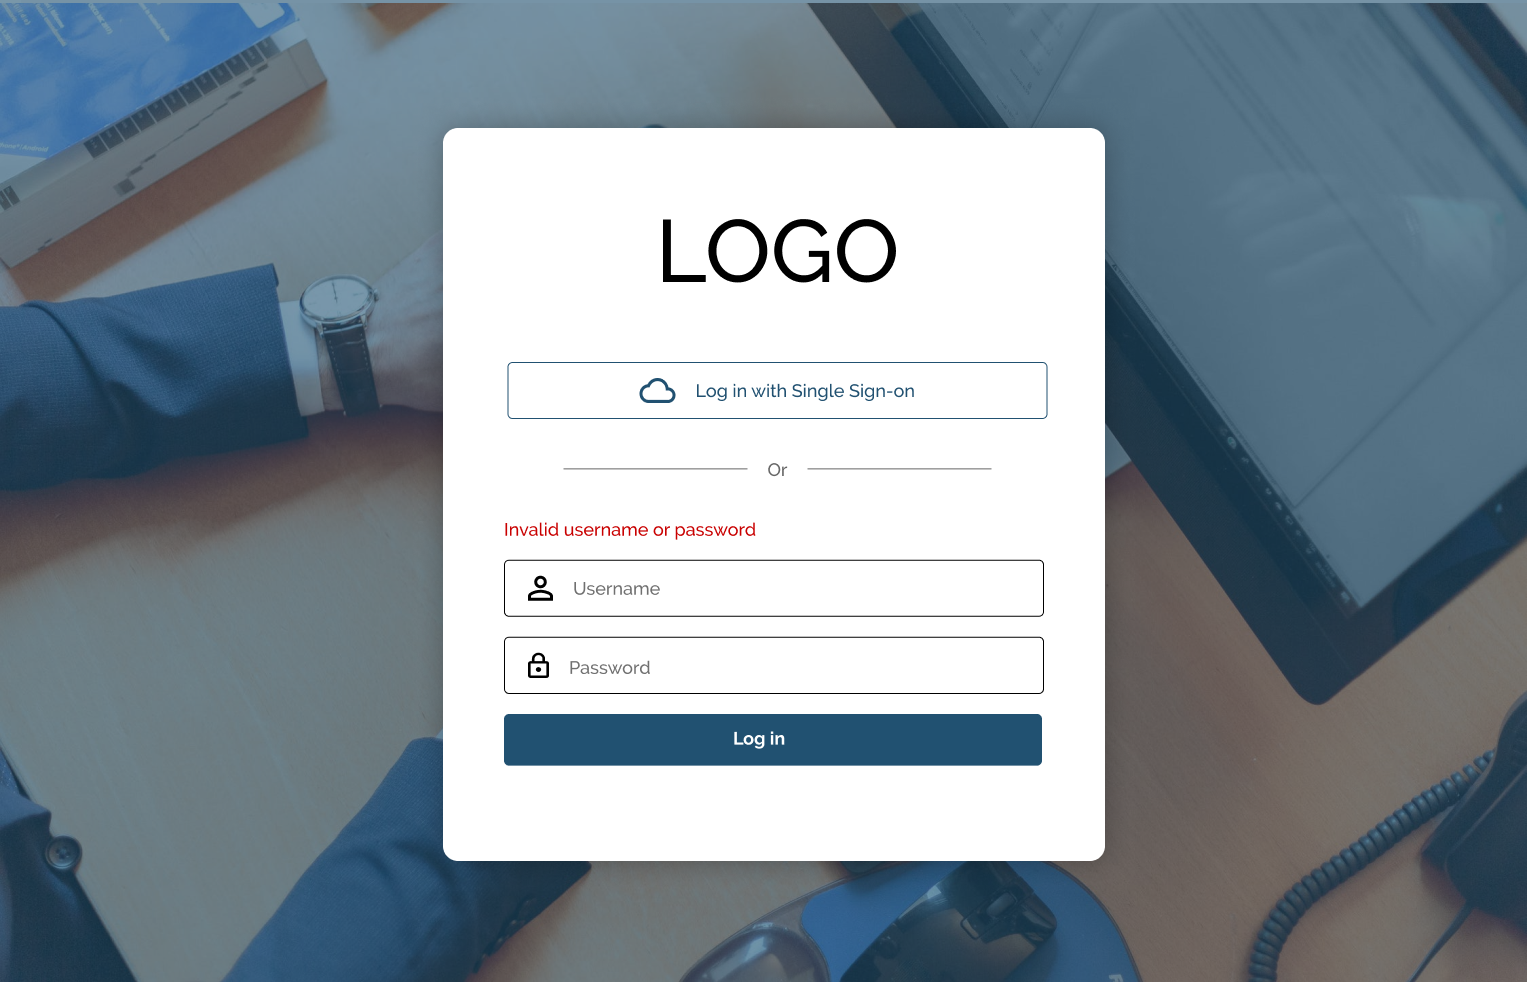 LOGO
Log in with Single Sign-on
Or
Invalid username or password
Username
Password
Log in